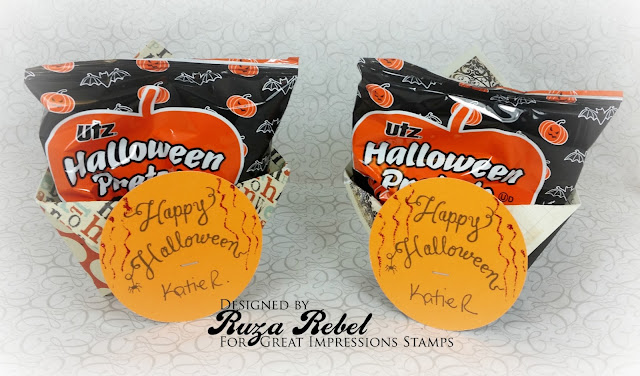 utz
Halloween
Happy
Halloween
Katie R.
utz
Halloween
Happy
Halloween
Katie R
Designed by
Ruza Rebel
For Great Impressions Stamps